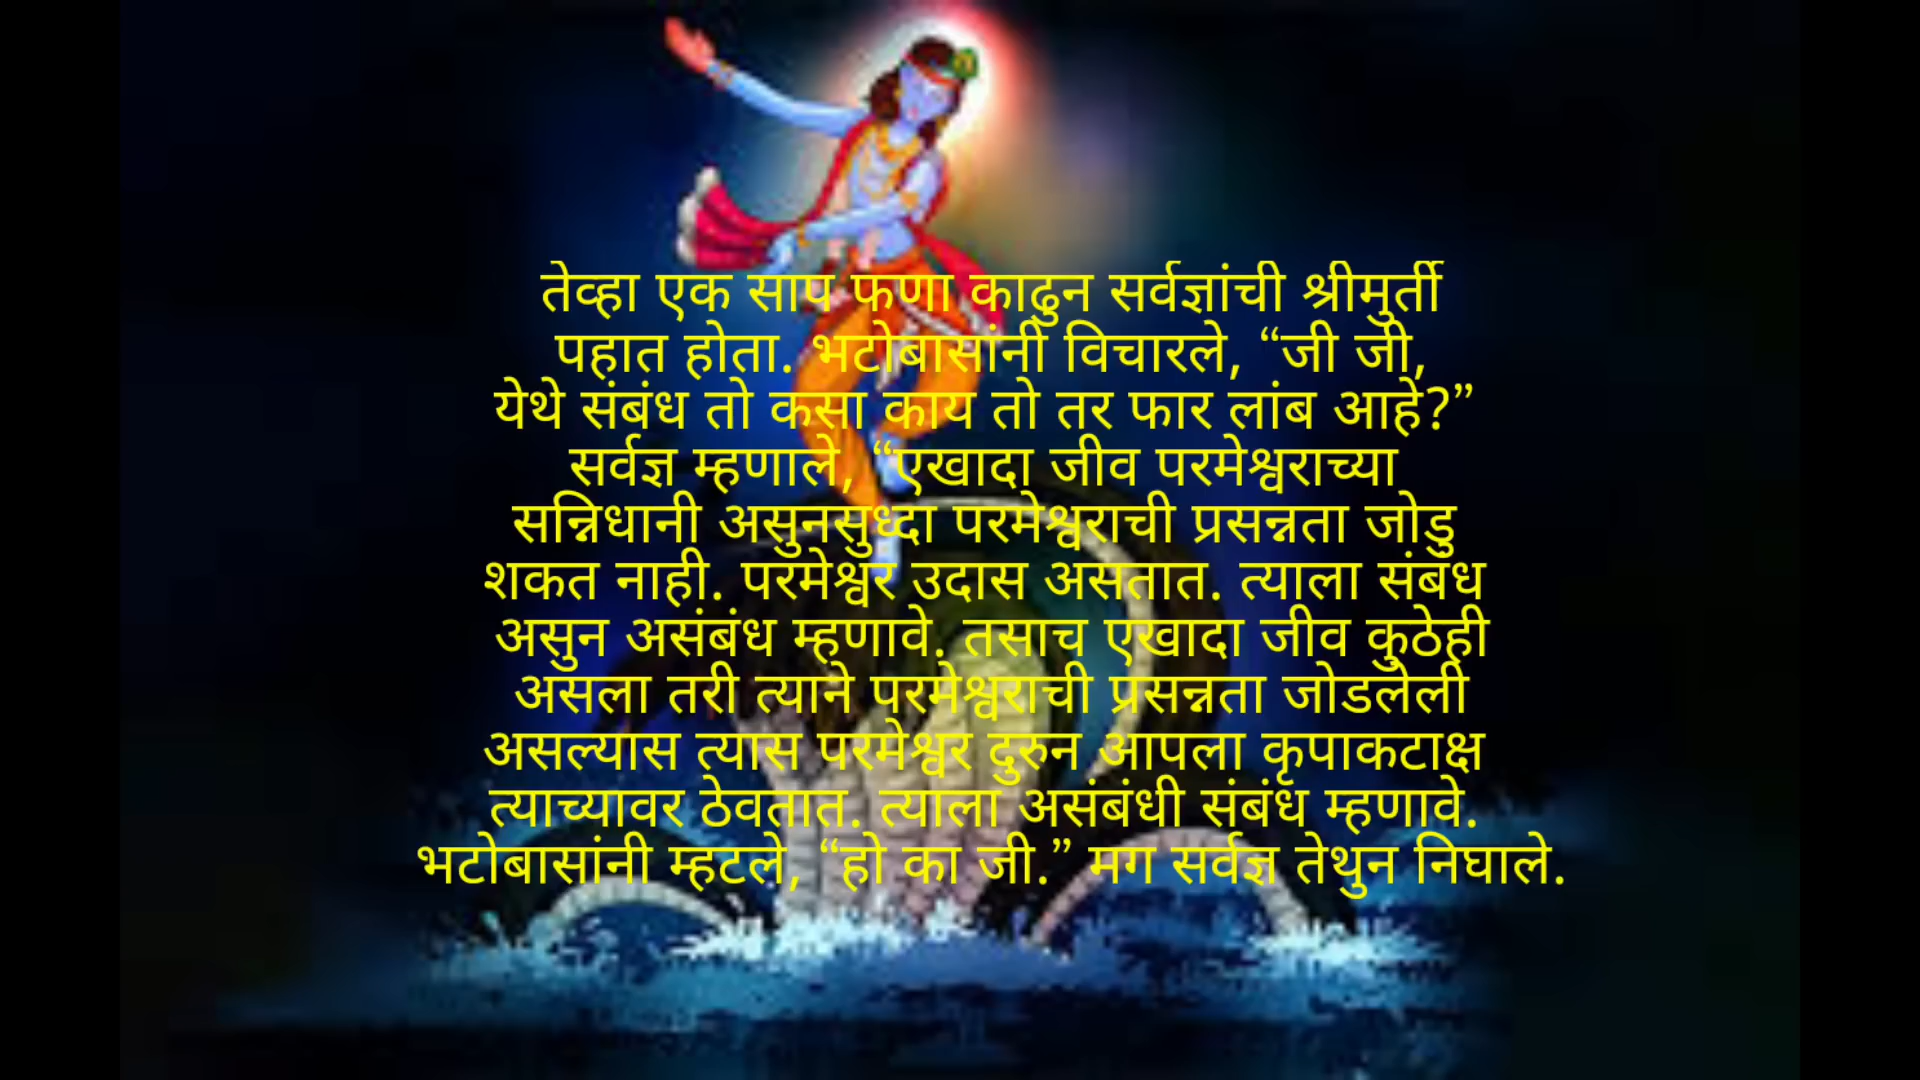 तेव्हा एक साप फणा काढुन सर्वज्ञांची श्रीमुर्ती
पहात होता. भटोबासांनी विचारले, “जी जी,
येथे संबंध तो कसा काय तो तर फार लांब आहे?”
सर्वज्ञ म्हणाले, “एखादा जीव परमेश्वराच्या
सन्निधानी असुनसुध्दा परमेश्वराची प्रसन्नता जोडु
शकत नाही. परमेश्वर उदास असतात. त्याला संबंध
असुन असंबंध म्हणावे. तसाच एखादा जीव कुठेही
असला तरी त्याने परमेश्वराची प्रसन्नता जोडलेली
असल्यास त्यास परमेश्वर दुरुन आपला कृपाकटाक्ष
त्याच्यावर ठेवतात. त्याला असंबंधी संबंध म्हणावे.
भटोबासांनी म्हटले, “हो का जी.” मग सर्वज्ञ तेथुन निघाले.